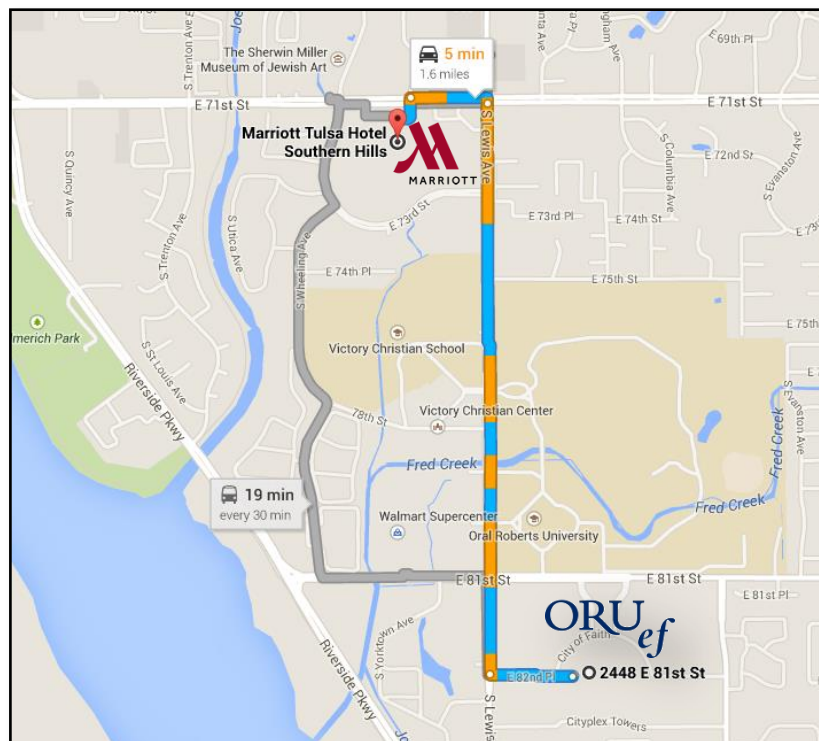 E 69th Pl
S Trenton Ave
The Sherwin Miller
Museum of Jewish Art
5 min
1.6 miles
E 71st St
E 71st St
Marriott Tulsa Hotel
Southern Hills
MARRIOTT
S Lewis Ave
S Quincy Ave
S Trenton Ave
S Utica Ave
S Columbia Ave
E 72nd St
S Evanston Ave
E 73rd St
E 73rd Pl
E 74th St
S Wheeling Ave
E 74th Pl
E 75th St
E 75th
merich Park
Victory Christian School
S St Louis Ave
Riverside Pkwy
78th St
Victory Christian Center
S Evanston Ave
Fred Creek
Fred Creek
Fred Creek
19 min
every 30 min
Walmart Supercenter
Oral Roberts University
E 81st St
E 81st St
E 81st Pl
ORU ef
City of Faith
S Yorktown Ave
Riverside Pkwy
E 82nd Pl
2448 E 81st St
S Lewis
Cityplex Towers